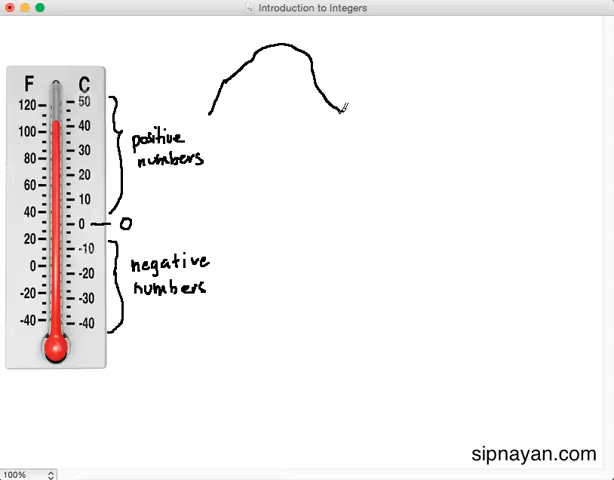 Introduction to Integers
F C
120 50
100 40
80 30
60 20
40 10
20 0
0 -10
-20 -20
-40 -30
-40
positive
numbers
0
negative
numbers
sipnayan.com
100%